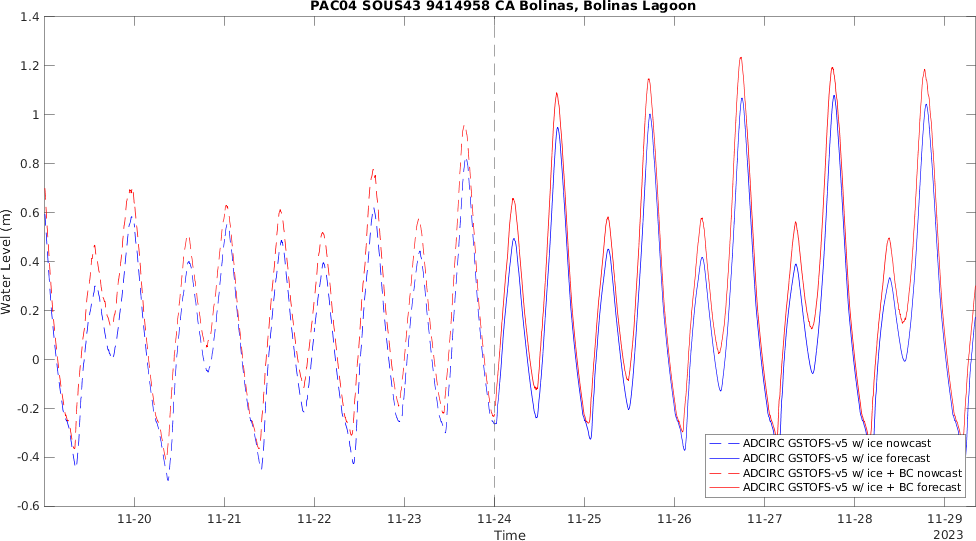 PAC04 SOUS43 9414958 CA Bolinas, Bolinas Lagoon
1.4
1.2
1
0.8
0.6
0.4
0.2
0
-0.2
-0.4
-0.6
Water Level (m)
ADCIRC GSTOFS-v5 w/ ice nowcast
ADCIRC GSTOFS-v5 w/ ice forecast
ADCIRC GSTOFS-v5 w/ ice + BC nowcast
ADCIRC GSTOFS-v5 w/ ice + BC forecast
11-20 11-21 11-22 11-23 11-24 11-25 11-26 11-27 11-28 11-29
Time
2023